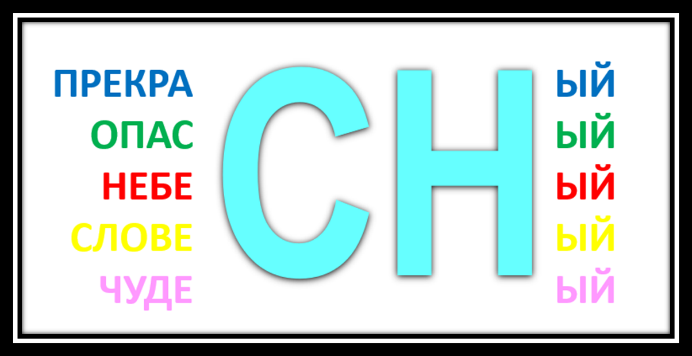 ПРЕКРА СН ЫЙ
ОПАС ЫЙ
НЕБЕ ЫЙ
СЛОВЕ ЫЙ
ЧУДЕ ЫЙ